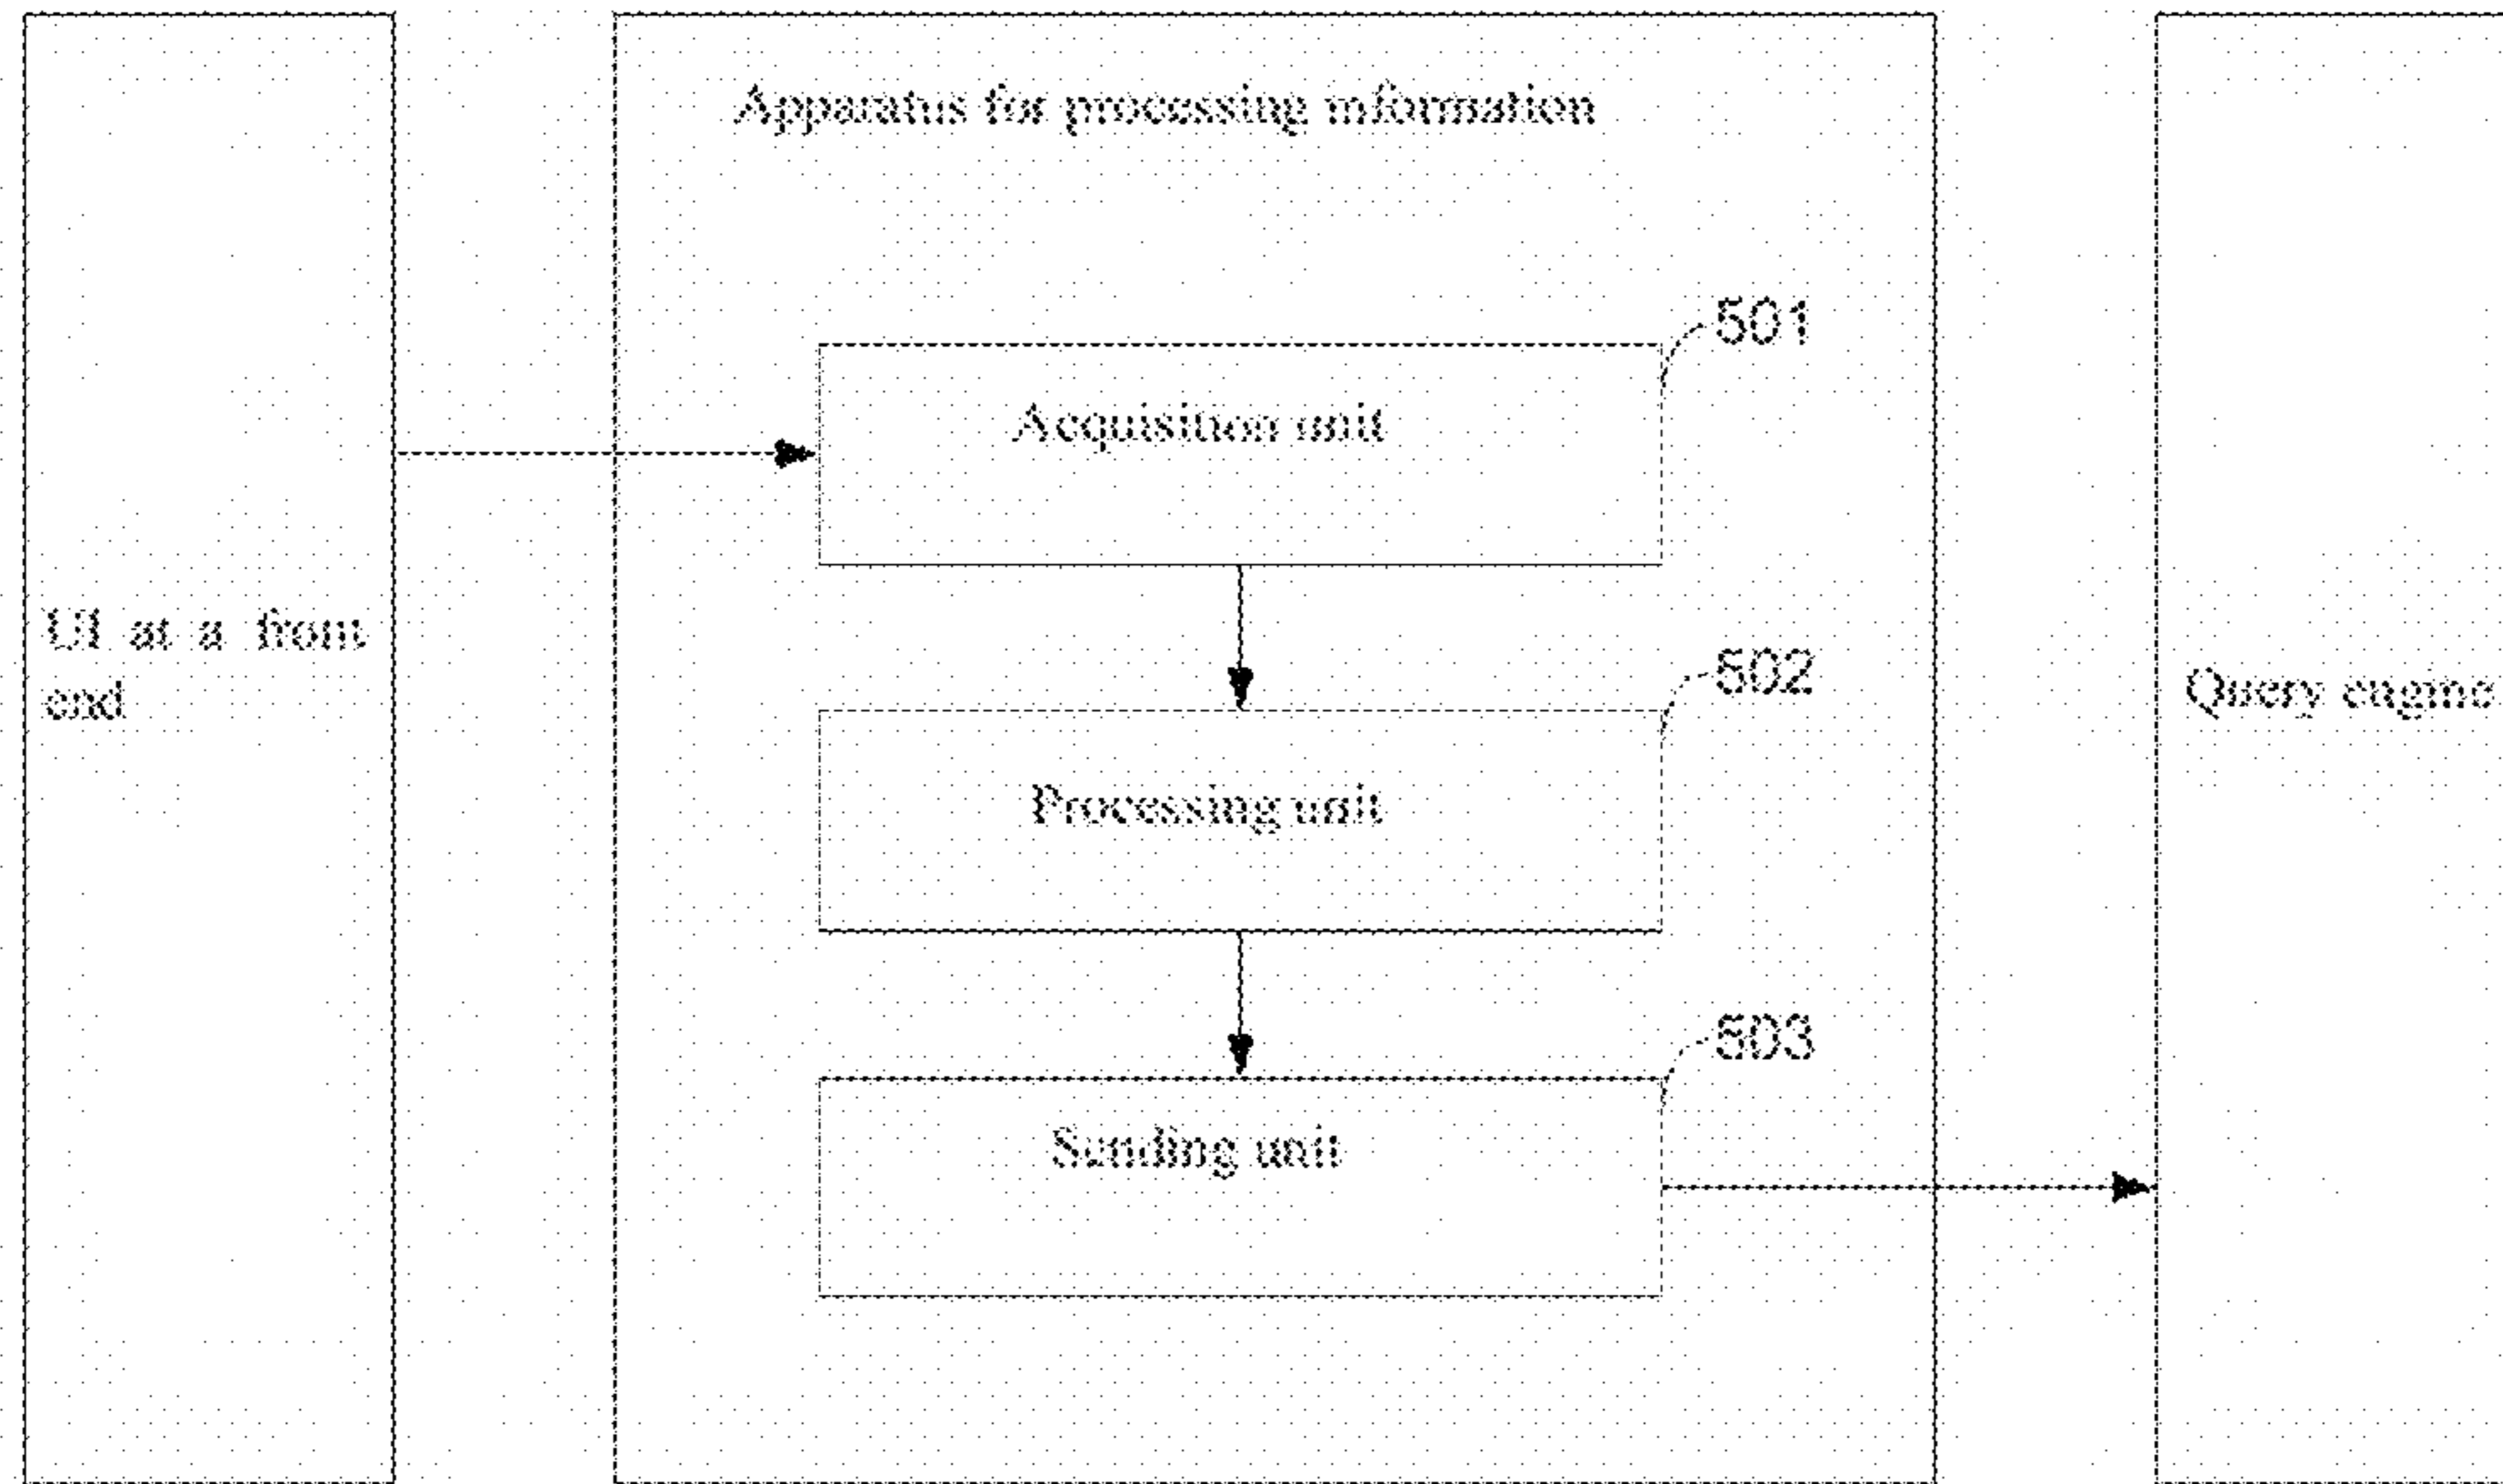 Apparatus for processing information
501
Acquisition unit
UI at a front
end
502
Processing unit
Query engine
503
Sending unit